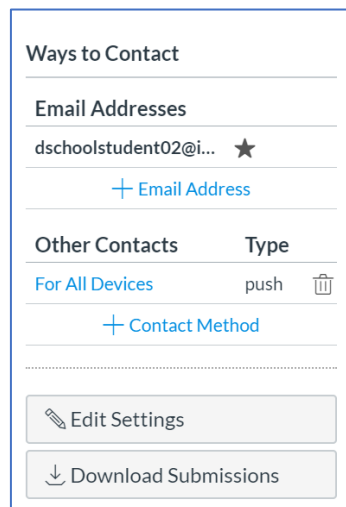 Ways to Contact
Email Addresses
dschoolstudent02@i...
+ Email Address
Other Contacts Type
For All Devices push
+ Contact Method
Edit Settings
Download Submissions